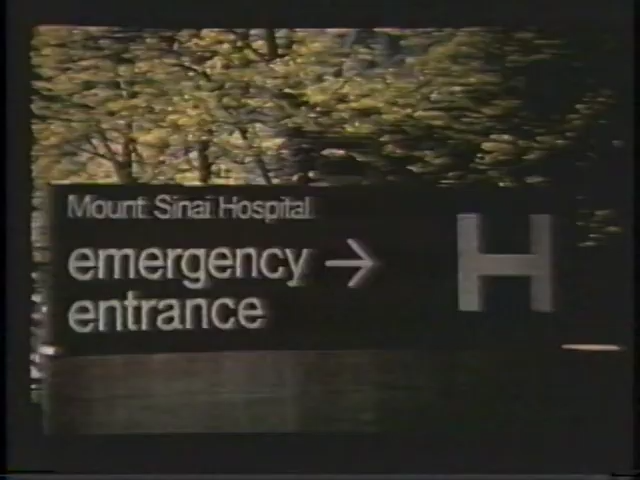 Mount Sinai Hospital
emergency →
entrance
H